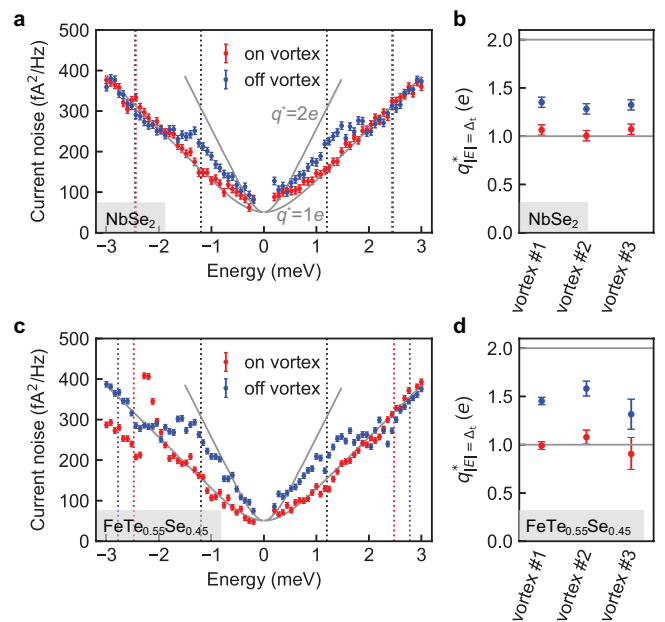 a
on vortex
off vortex
q*=2e
q*=1e
NbSe₂
Current noise (fA²/Hz)
500
400
300
200
100
0
−3 −2 −1 0 1 2 3
Energy (meV)
b
q*|E| = Δt (e)
2.0
1.5
1.0
0.5
0.0
NbSe₂
vortex #1
vortex #2
vortex #3
c
on vortex
off vortex
FeTe₀.₅₅Se₀.₄₅
Current noise (fA²/Hz)
500
400
300
200
100
0
−3 −2 −1 0 1 2 3
Energy (meV)
d
q*|E| = Δt (e)
2.0
1.5
1.0
0.5
0.0
FeTe₀.₅₅Se₀.₄₅
vortex #1
vortex #2
vortex #3